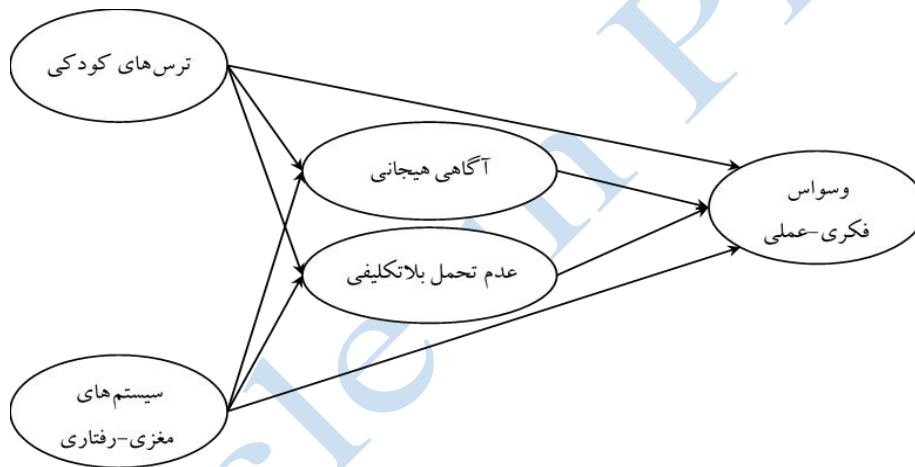 ترس‌های کودکی
آگاهی هیجانی
وسواس
فکری-عملی
عدم تحمل بلاتکلیفی
سیستم‌های
مغزی-رفتاری